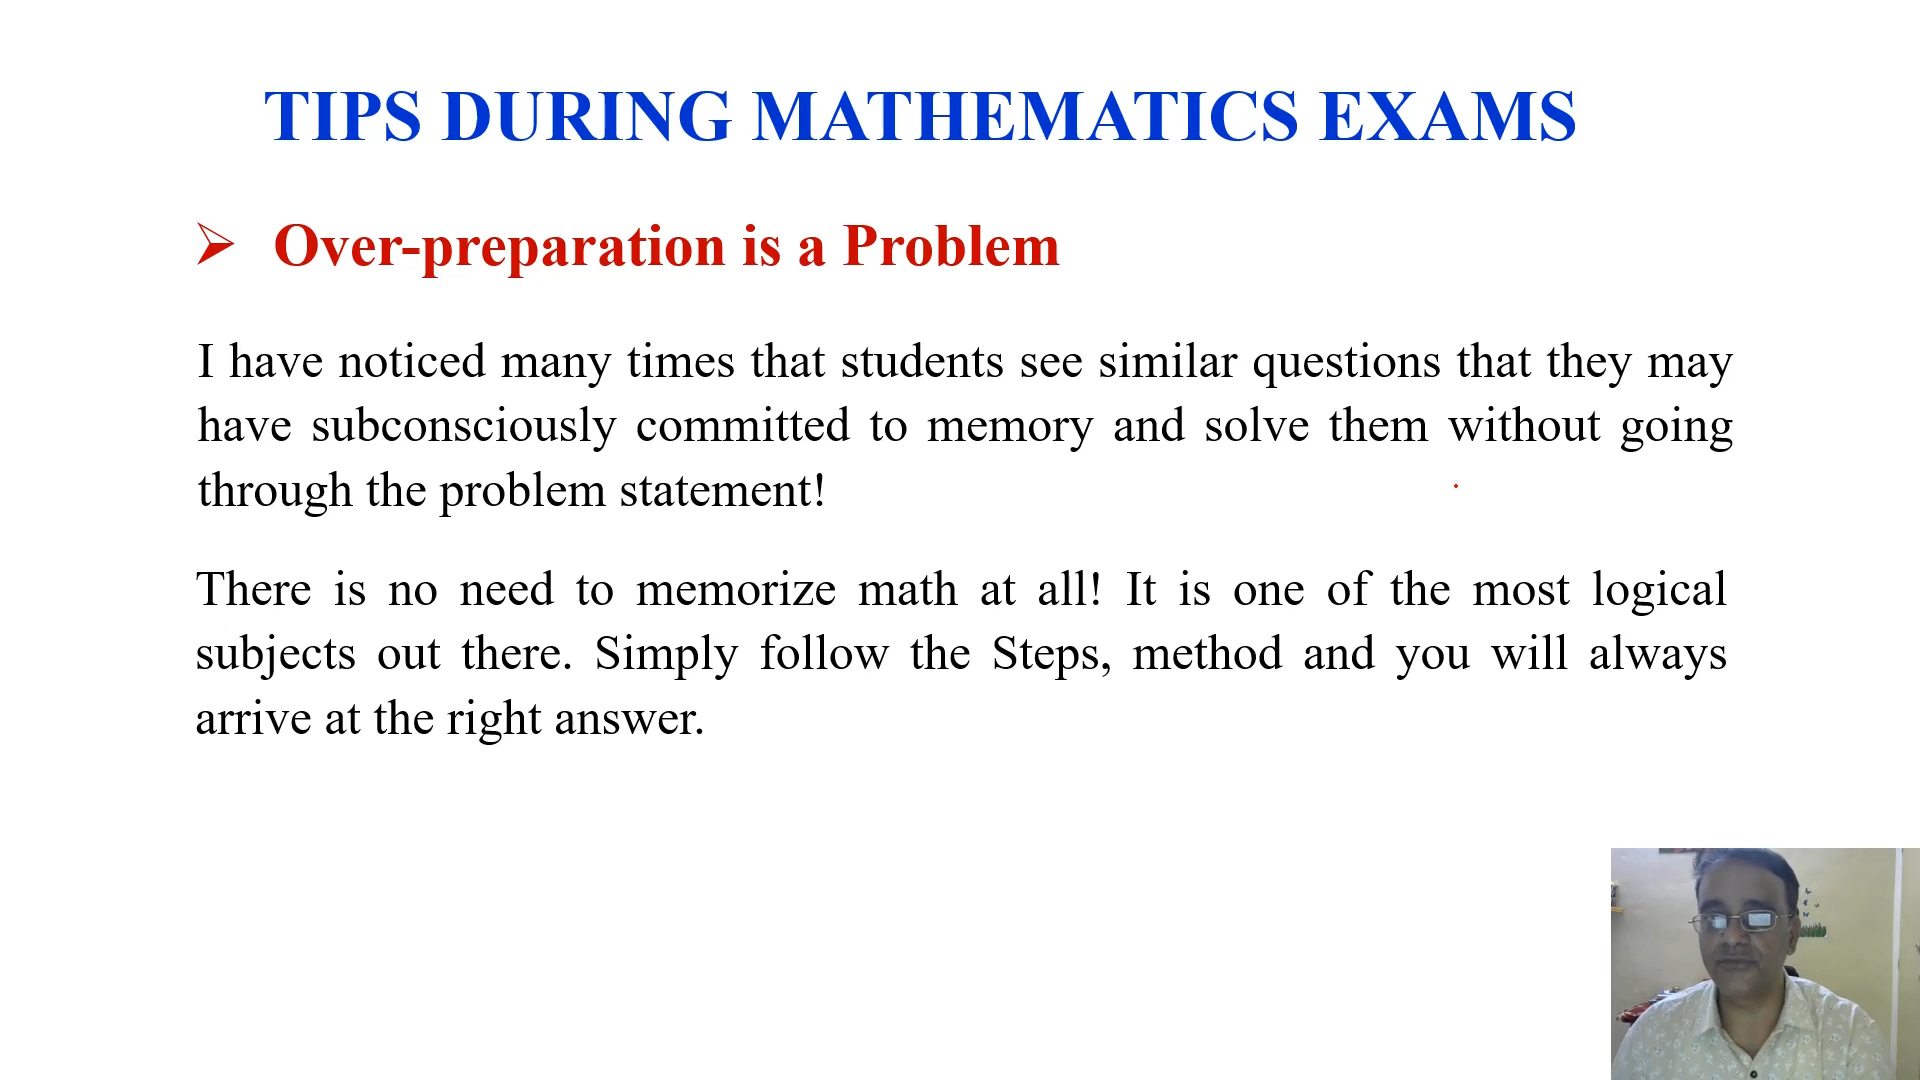 TIPS DURING MATHEMATICS EXAMS
Over-preparation is a Problem
I have noticed many times that students see similar questions that they may
have subconsciously committed to memory and solve them without going
through the problem statement!
There is no need to memorize math at all! It is one of the most logical
subjects out there. Simply follow the Steps, method and you will always
arrive at the right answer.